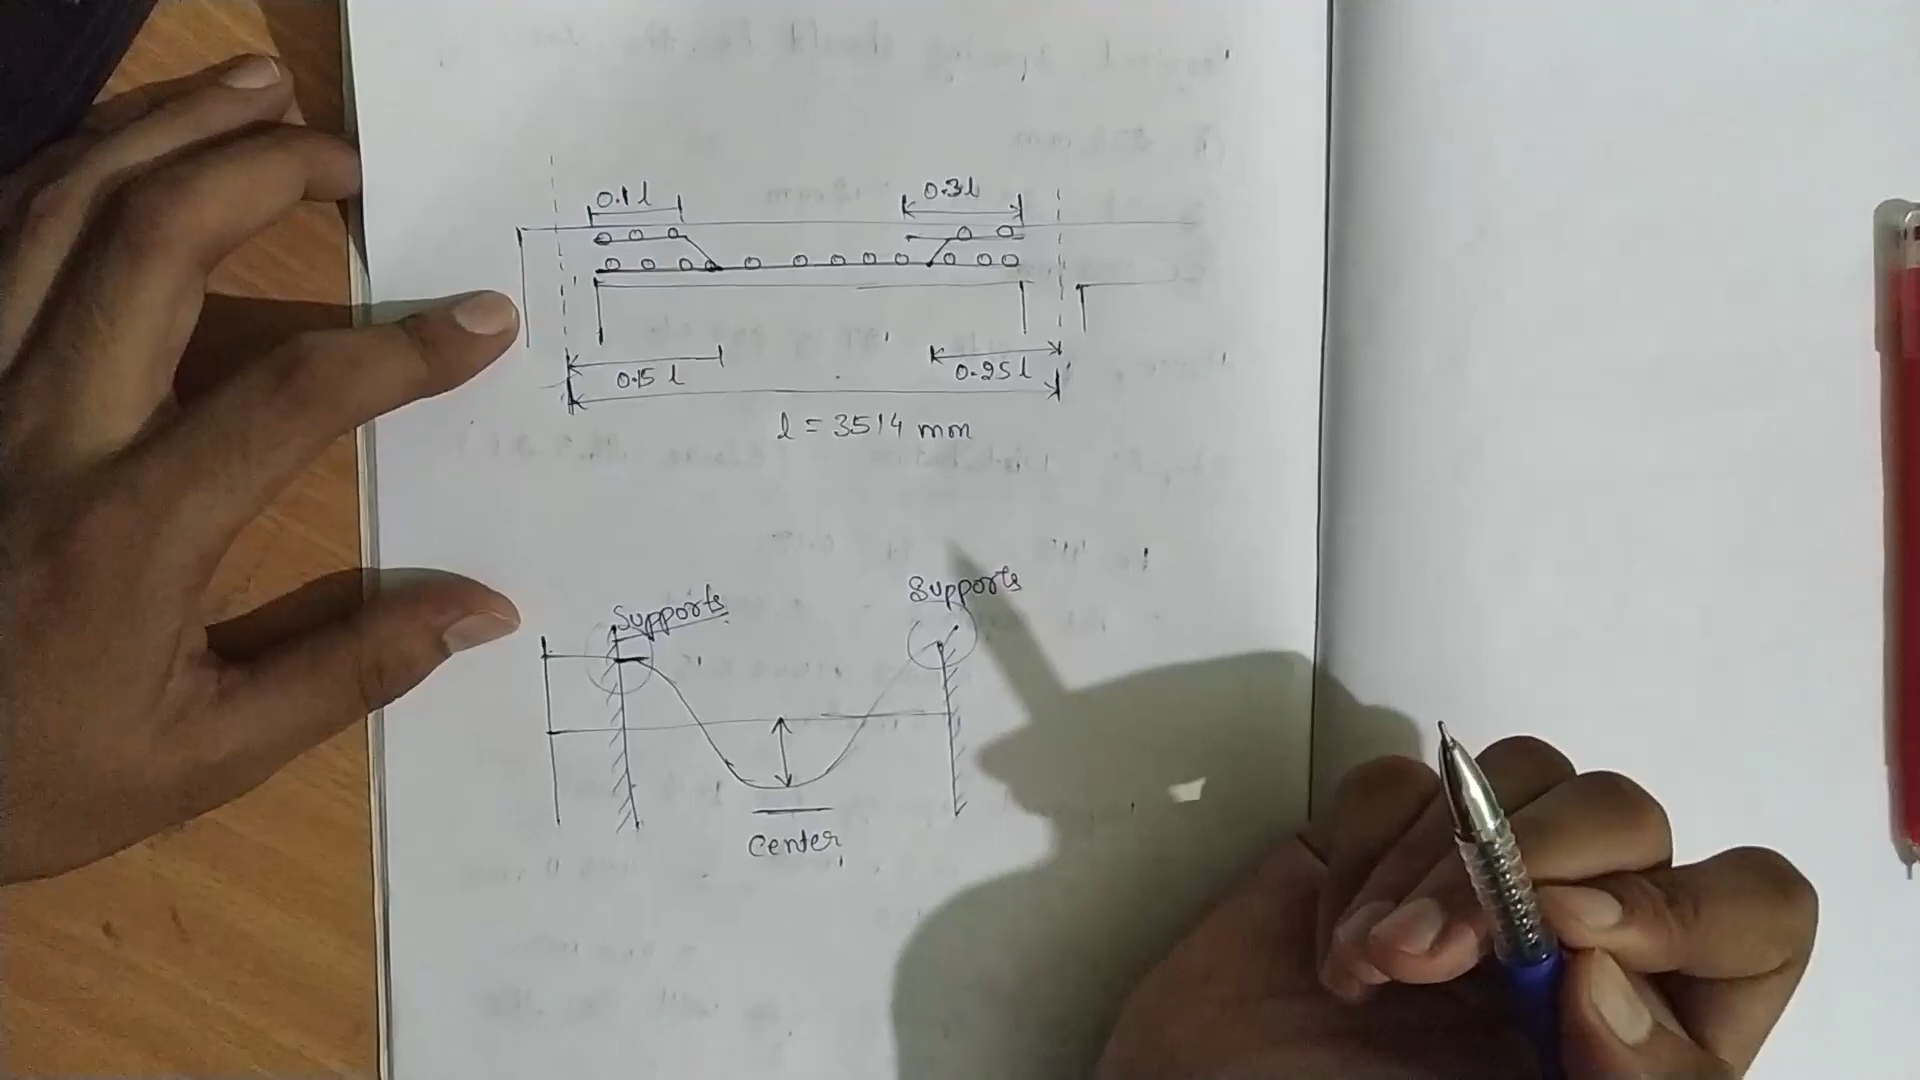 0.1 l
0.3 l
0.15 l
0.25 l
l = 3514 mm
Supports
Supports
Center